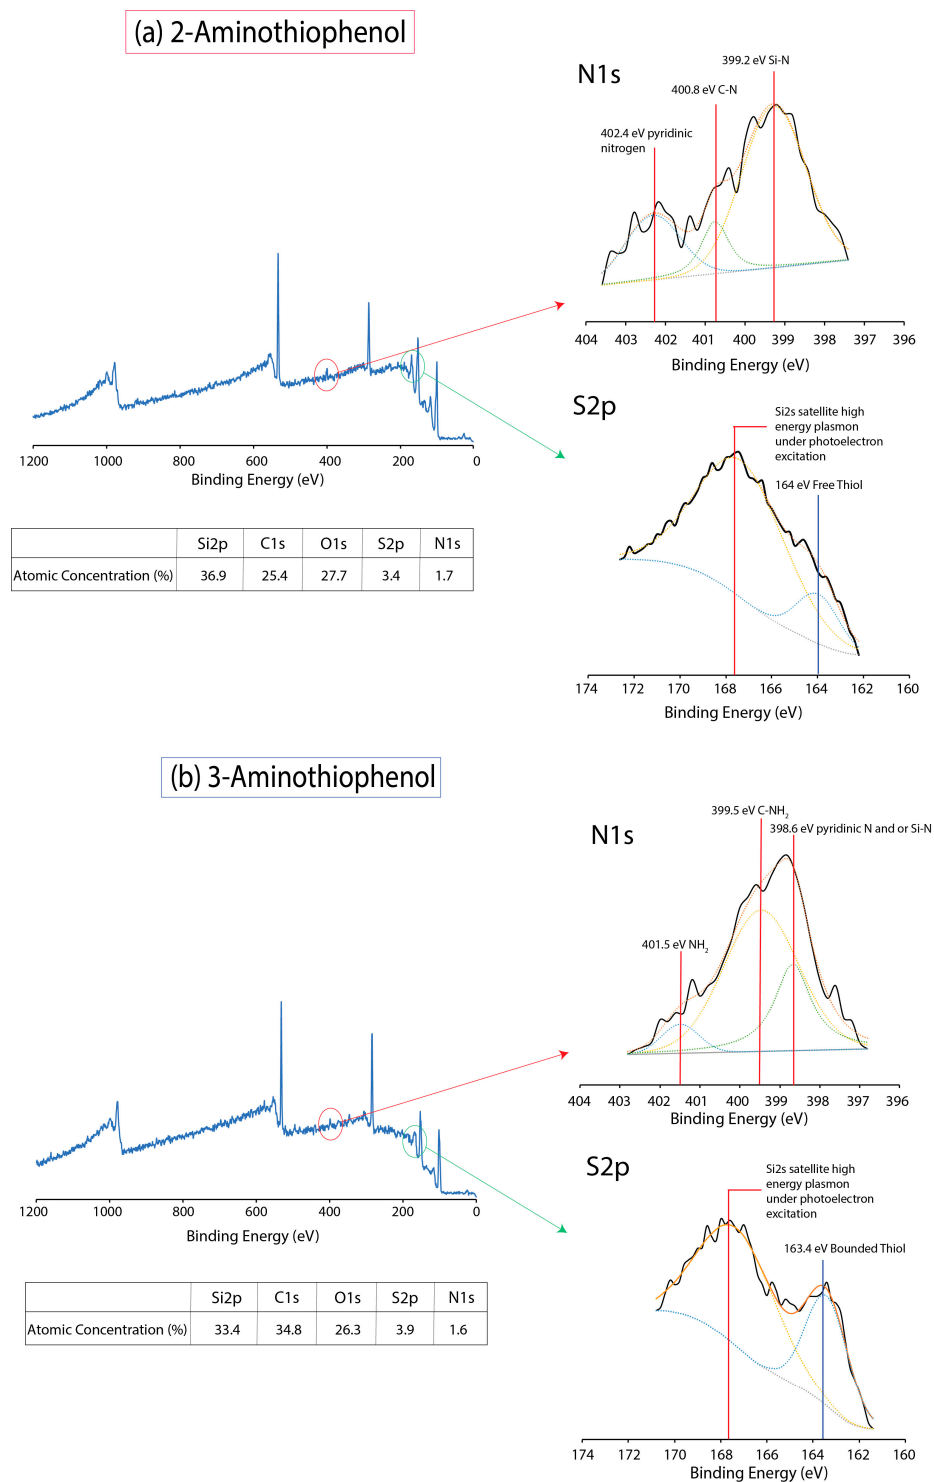 (a) 2-Aminothiophenol
N1s
399.2 eV Si-N
400.8 eV C-N
402.4 eV pyridinic
nitrogen
404 403 402 401 400 399 398 397 396
Binding Energy (eV)
1200 1000 800 600 400 200 0
Binding Energy (eV)
S2p
Si2s satellite high
energy plasmon
under photoelectron
excitation
164 eV Free Thiol
174 172 170 168 166 164 162 160
Binding Energy (eV)
Si2p C1s O1s S2p N1s
Atomic Concentration (%) 36.9 25.4 27.7 3.4 1.7
(b) 3-Aminothiophenol
N1s
399.5 eV C-NH₂
398.6 eV pyridinic N and or Si-N
401.5 eV NH₂
404 403 402 401 400 399 398 397 396
Binding Energy (eV)
1200 1000 800 600 400 200 0
Binding Energy (eV)
S2p
Si2s satellite high
energy plasmon
under photoelectron
excitation
163.4 eV Bounded Thiol
174 172 170 168 166 164 162 160
Binding Energy (eV)
Si2p C1s O1s S2p N1s
Atomic Concentration (%) 33.4 34.8 26.3 3.9 1.6